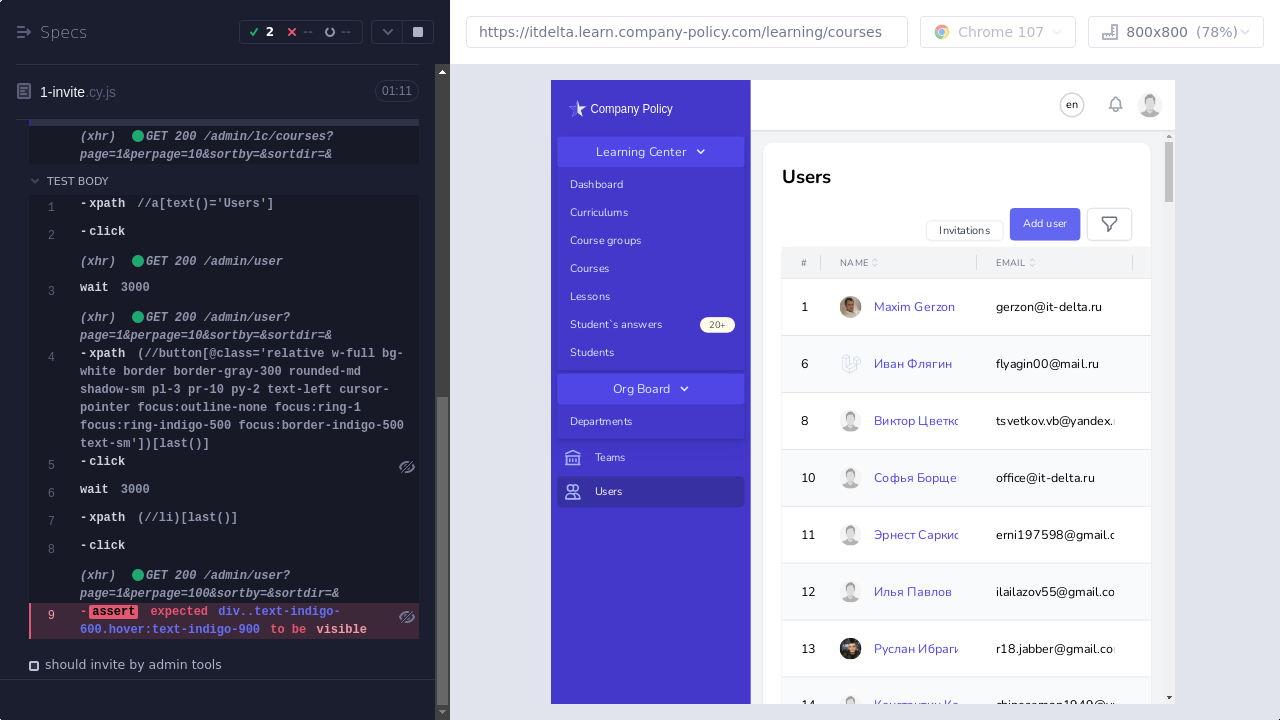 Specs
2
--
--
1-invite.cy.js
01:11
(xhr) GET 200 /admin/lc/courses?
page=1&perpage=10&sortby=&sortdir=&
TEST BODY
1 -xpath //a[text()='Users']
2 -click
(xhr) GET 200 /admin/user
3 wait 3000
(xhr) GET 200 /admin/user?
page=1&perpage=10&sortby=&sortdir=&
4 -xpath (//button[@class='relative w-full bg-
white border border-gray-300 rounded-md
shadow-sm pl-3 pr-10 py-2 text-left cursor-
pointer focus:outline-none focus:ring-1
focus:ring-indigo-500 focus:border-indigo-500
text-sm'])[last()]
5 -click
6 wait 3000
7 -xpath (//li)[last()]
8 -click
(xhr) GET 200 /admin/user?
page=1&perpage=100&sortby=&sortdir=&
9 -assert expected div..text-indigo-
600.hover:text-indigo-900 to be visible
should invite by admin tools
https://itdelta.learn.company-policy.com/learning/courses
Chrome 107
800x800 (78%)
Company Policy
Learning Center
Dashboard
Curriculums
Course groups
Courses
Lessons
Student`s answers 20+
Students
Org Board
Departments
Teams
Users
en
Users
Invitations
Add user
# NAME EMAIL
1 Maxim Gerzon gerzon@it-delta.ru
6 Иван Флягин flyagin00@mail.ru
8 Виктор Цветко tsvetkov.vb@yandex.
10 Софья Борще office@it-delta.ru
11 Эрнест Саркис erni197598@gmail.c
12 Илья Павлов ilailazov55@gmail.co
13 Руслан Ибраги r18.jabber@gmail.co
14